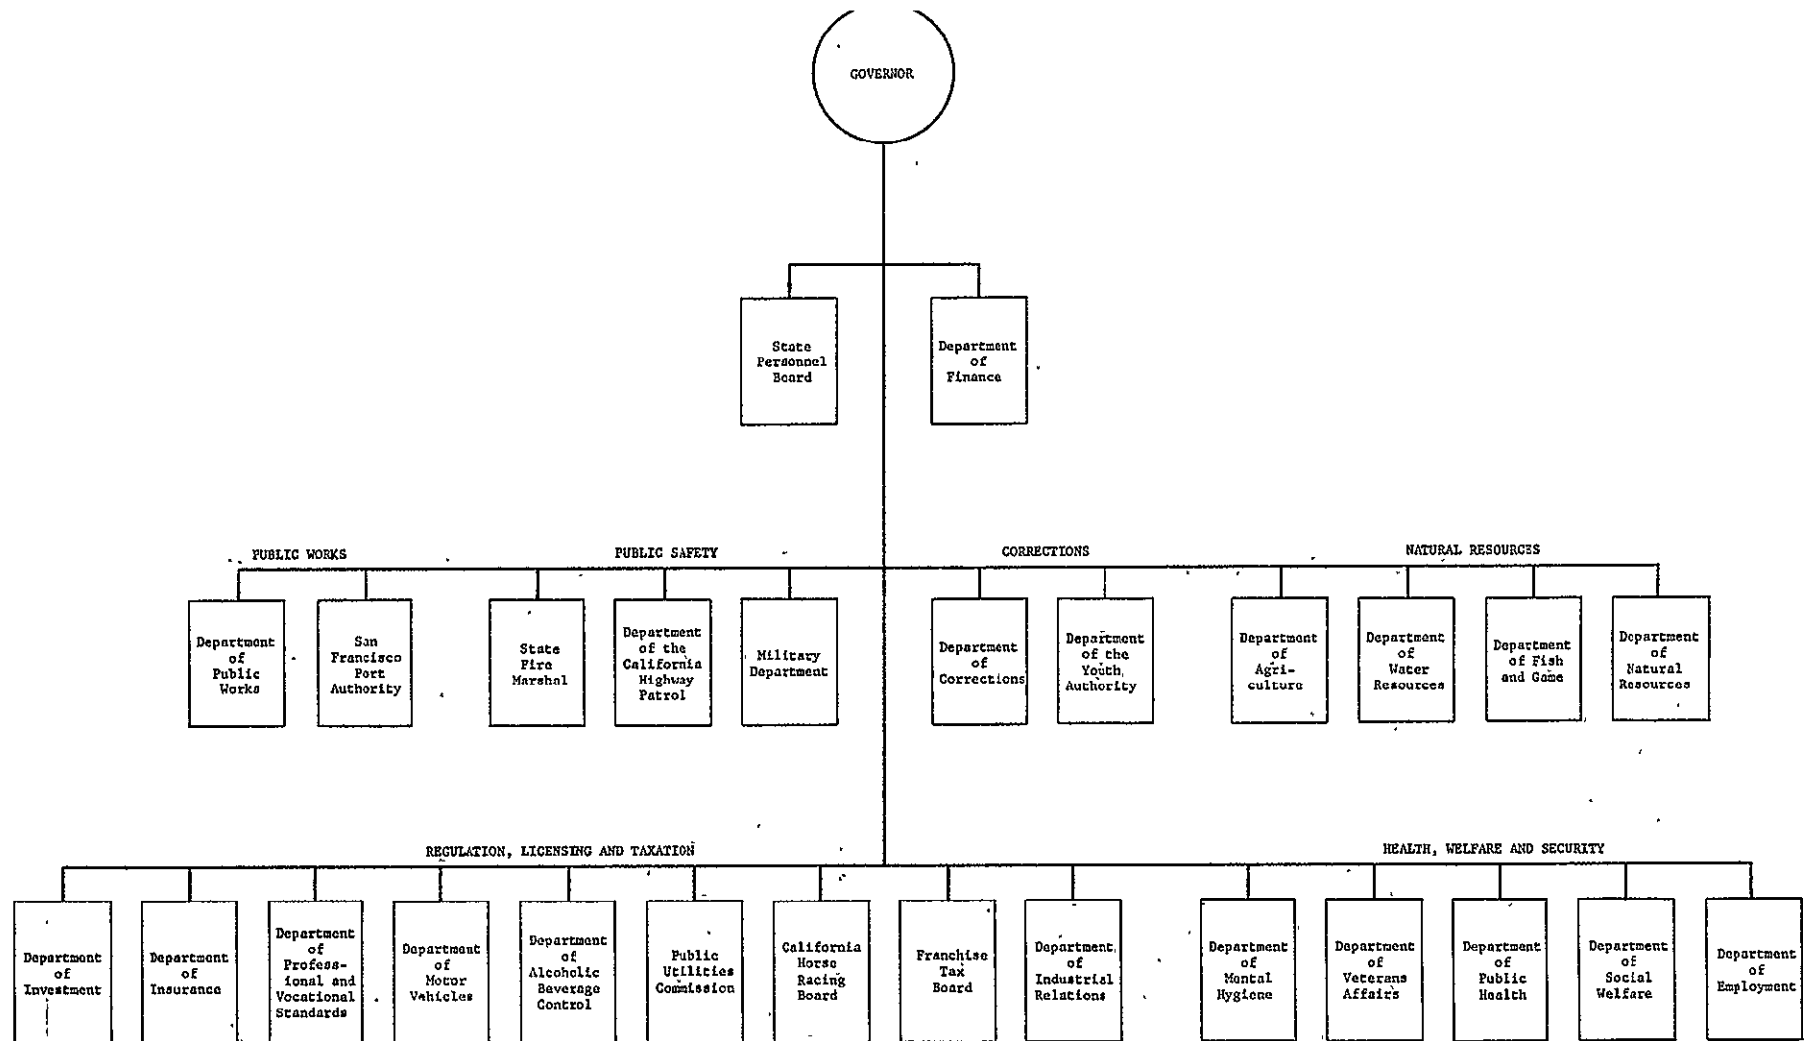 GOVERNOR
State
Personnel
Board
Department
of
Finance
PUBLIC WORKS
PUBLIC SAFETY
CORRECTIONS
NATURAL RESOURCES
Department
of
Public
Works
San
Francisco
Port
Authority
State
Fire
Marshal
Department
of the
California
Highway
Patrol
Military
Department
Department
of
Corrections
Department
of the
Youth
Authority
Department
of
Agri-
culture
Department
of
Water
Resources
Department
of Fish
and Game
Department
of
Natural
Resources
REGULATION, LICENSING AND TAXATION
HEALTH, WELFARE AND SECURITY
Department
of
Investment
Department
of
Insurance
Department
of
Profess-
ional and
Vocational
Standards
Department
of
Motor
Vehicles
Department
of
Alcoholic
Beverage
Control
Public
Utilities
Commission
California
Horse
Racing
Board
Franchise
Tax
Board
Department
of
Industrial
Relations
Department
of
Mental
Hygiene
Department
of
Veterans
Affairs
Department
of
Public
Health
Department
of
Social
Welfare
Department
of
Employment